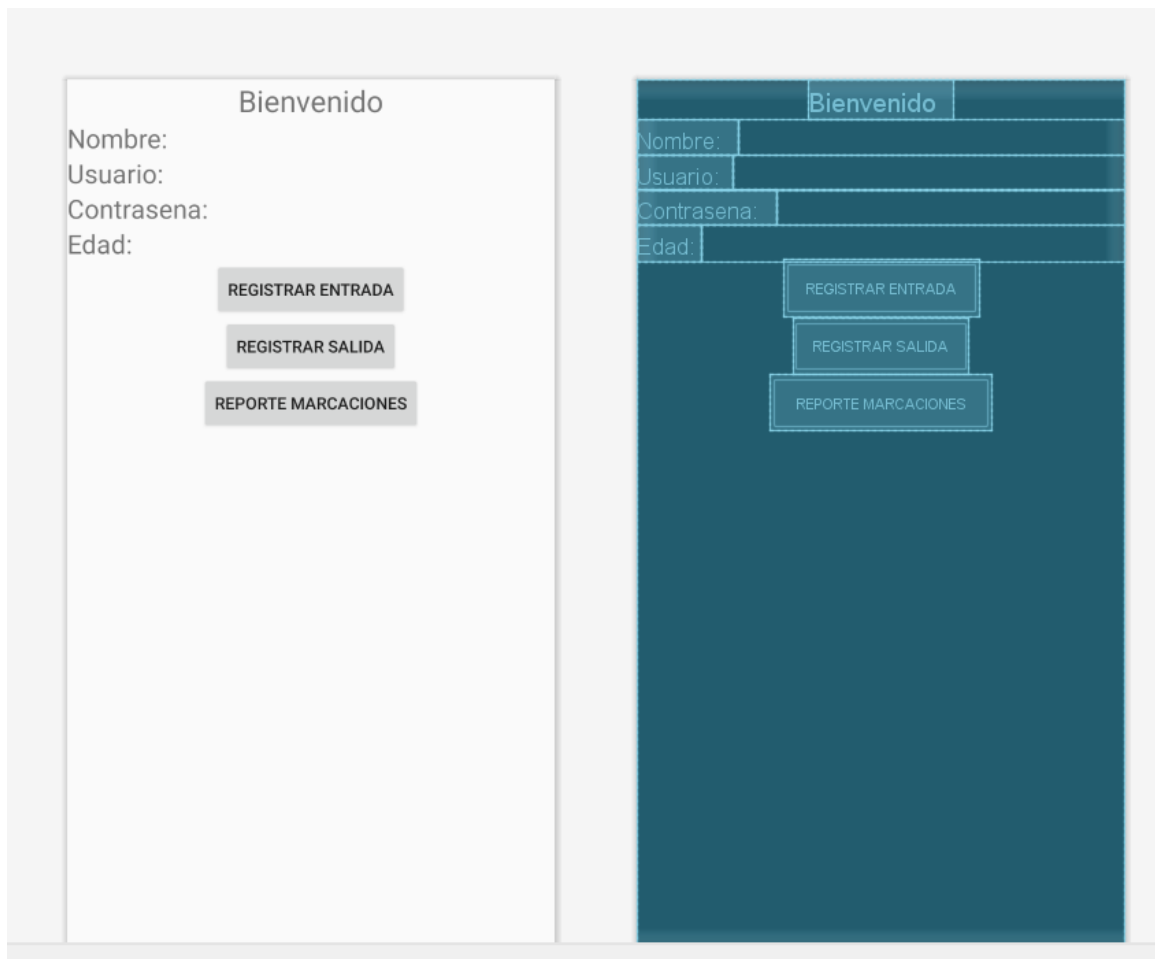 Bienvenido
Nombre:
Usuario:
Contrasena:
Edad:
REGISTRAR ENTRADA
REGISTRAR SALIDA
REPORTE MARCACIONES
Bienvenido
Nombre:
Usuario:
Contrasena:
Edad:
REGISTRAR ENTRADA
REGISTRAR SALIDA
REPORTE MARCACIONES